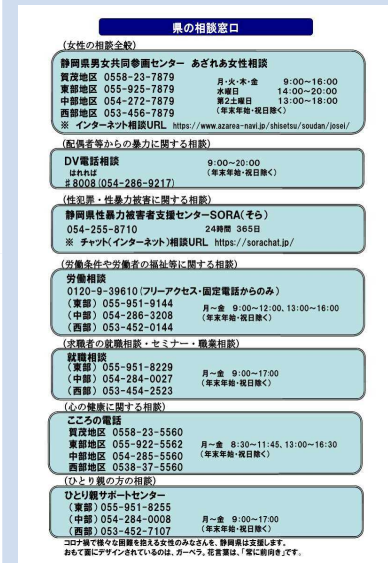 県の相談窓口
(女性の相談全般)
静岡県男女共同参画センター あざれあ女性相談
賀茂地区 0558-23-7879
東部地区 055-925-7879
中部地区 054-272-7879
西部地区 053-456-7879
月・火・木・金 9:00~16:00
水曜日 14:00~20:00
第2土曜日 13:00~18:00
(年末年始・祝日除く)
※ インターネット相談URL https://www.azarea-navi.jp/shisetsu/soudan/josei/
(配偶者等からの暴力に関する相談)
DV電話相談
はれれば
#8008(054-286-9217)
9:00~20:00
(年末年始・祝日除く)
(性犯罪・性暴力被害に関する相談)
静岡県性暴力被害者支援センターSORA(そら)
054-255-8710 24時間 365日
※ チャット(インターネット)相談URL https://sorachat.jp/
(労働条件や労働者の福祉等に関する相談)
労働相談
0120-9-39610(フリーアクセス・固定電話からのみ)
(東部) 055-951-9144
(中部) 054-286-3208
(西部) 053-452-0144
月~金 9:00~12:00、13:00~16:00
(年末年始・祝日除く)
(求職者の就職相談・セミナー・職業相談)
就職相談
(東部) 055-951-8229
(中部) 054-284-0027
(西部) 053-454-2523
月~金 9:00~17:00
(年末年始・祝日除く)
(心の健康に関する相談)
こころの電話
賀茂地区 0558-23-5560
東部地区 055-922-5562
中部地区 054-285-5560
西部地区 0538-37-5560
月~金 8:30~11:45、13:00~16:30
(年末年始・祝日除く)
(ひとり親の方の相談)
ひとり親サポートセンター
(東部) 055-951-8255
(中部) 054-284-0008
(西部) 053-452-7107
月~金 9:00~17:00
(年末年始・祝日除く)
コロナ禍で様々な困難を抱える女性のみなさんを、静岡県は支援します。
おもて面にデザインされているのは、ガーベラ。花言葉は、「常に前向き」です。